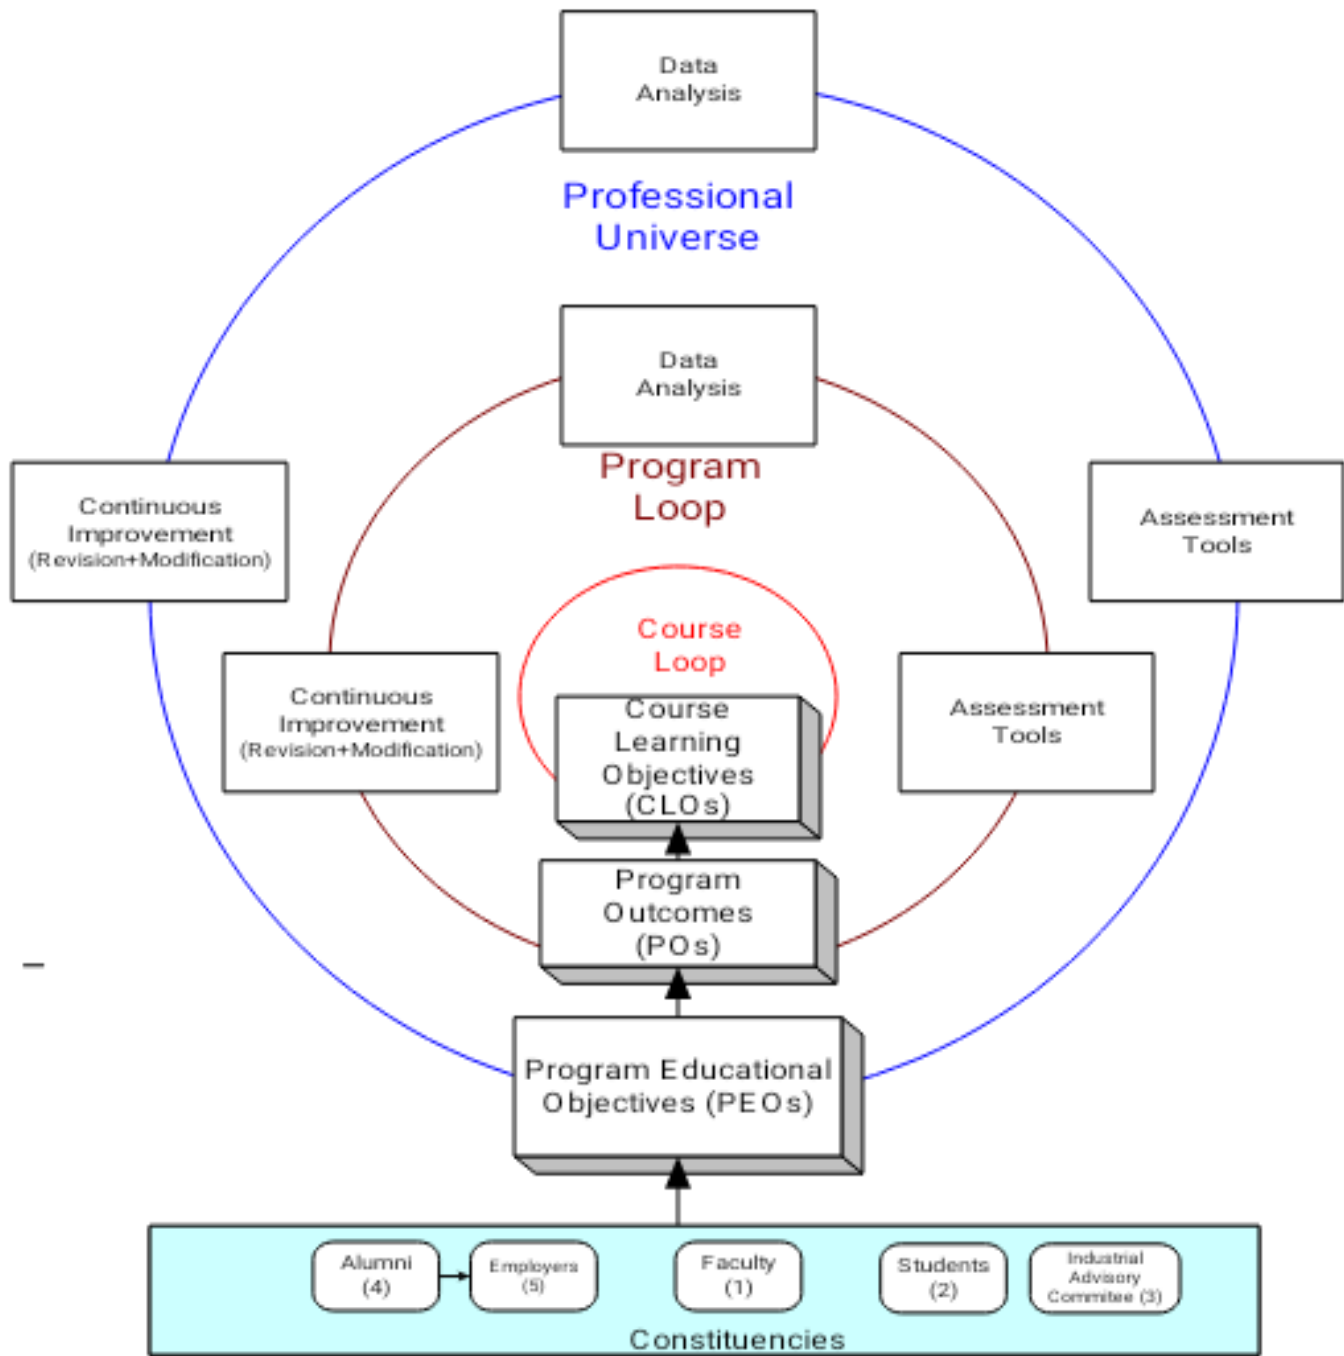 Data
Analysis
Professional
Universe
Data
Analysis
Program
Loop
Continuous
Improvement
(Revision+Modification)
Assessment
Tools
Course
Loop
Continuous
Improvement
(Revision+Modification)
Course
Learning
Objectives
(CLOs)
Assessment
Tools
Program
Outcomes
(POs)
Program Educational
Objectives (PEOs)
Alumni
(4)
Employers
(5)
Faculty
(1)
Students
(2)
Industrial
Advisory
Commitee (3)
Constituencies